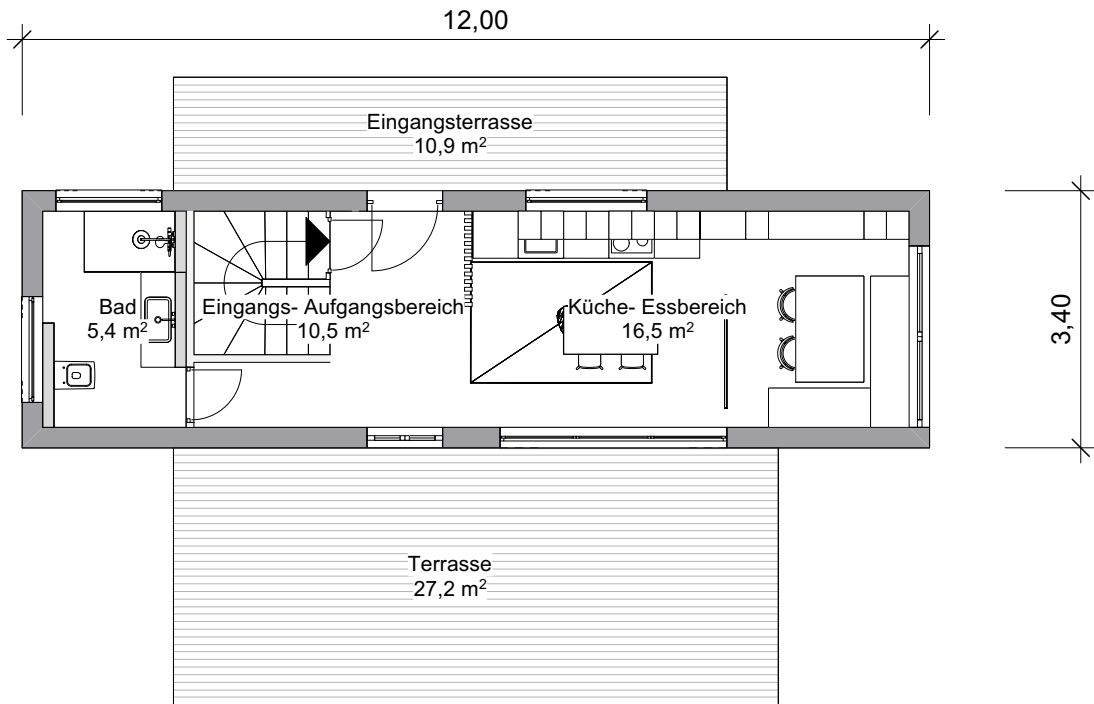 12,00
Eingangsterrasse
10,9 m²
Bad
5,4 m²
Eingangs- Aufgangsbereich
10,5 m²
Küche- Essbereich
16,5 m²
3,40
Terrasse
27,2 m²